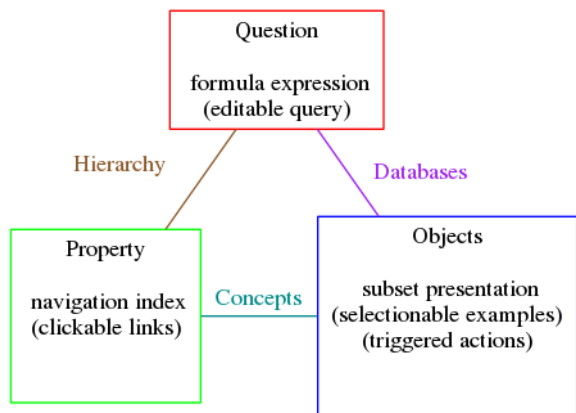 Question
formula expression
(editable query)
Hierarchy
Databases
Property
navigation index
(clickable links)
Concepts
Objects
subset presentation
(selectionable examples)
(triggered actions)